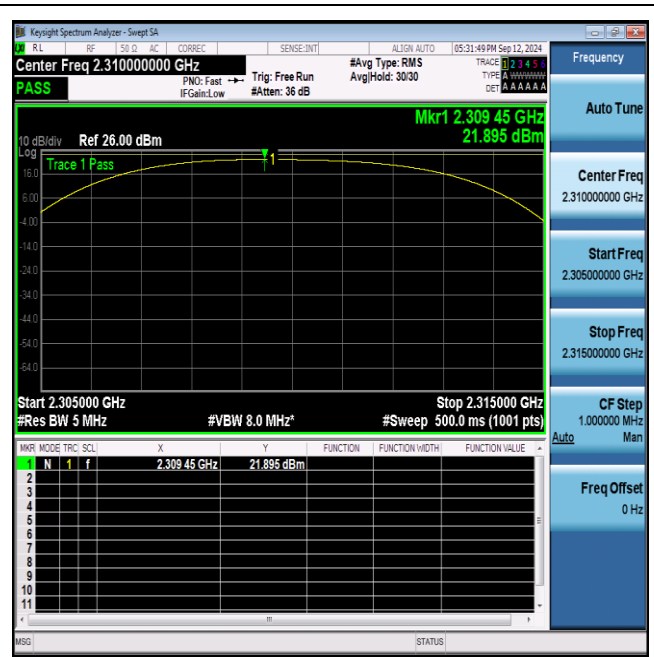 Keysight Spectrum Analyzer - Swept SA
RL RF 50 Ω AC CORREC SENSE:INT ALIGN AUTO 05:31:49 PM Sep 12, 2024
Center Freq 2.310000000 GHz
PNO: Fast
IFGain:Low
Trig: Free Run
#Atten: 36 dB
#Avg Type: RMS
Avg|Hold: 30/30
TRACE 1 2 3 4 5 6
TYPE A WWWWW
DET A A A A A A
PASS
Mkr1 2.309 45 GHz
21.895 dBm
10 dB/div Ref 26.00 dBm
Log
Trace 1 Pass
1
16.0
6.00
-4.00
-14.0
-24.0
-34.0
-44.0
-54.0
-64.0
Start 2.305000 GHz Stop 2.315000 GHz
#Res BW 5 MHz #VBW 8.0 MHz* #Sweep 500.0 ms (1001 pts)
MKR MODE TRC SCL X Y FUNCTION FUNCTION WIDTH FUNCTION VALUE
1 N 1 f 2.309 45 GHz 21.895 dBm
2
3
4
5
6
7
8
9
10
11
MSG STATUS
Frequency
Auto Tune
Center Freq
2.310000000 GHz
Start Freq
2.305000000 GHz
Stop Freq
2.315000000 GHz
CF Step
1.000000 MHz
Auto Man
Freq Offset
0 Hz